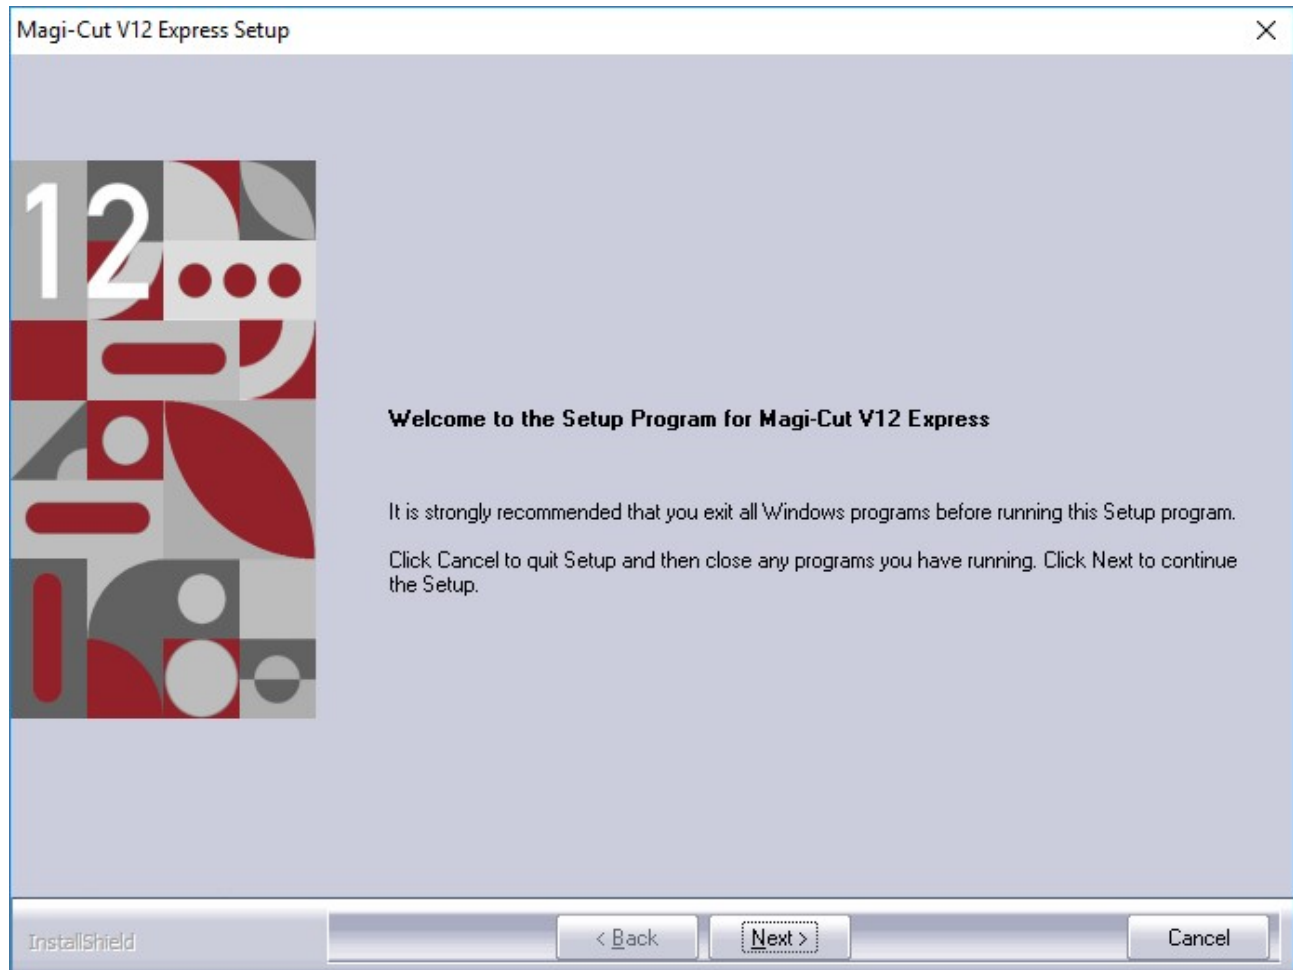 Magi-Cut V12 Express Setup
12
Welcome to the Setup Program for Magi-Cut V12 Express
It is strongly recommended that you exit all Windows programs before running this Setup program.
Click Cancel to quit Setup and then close any programs you have running. Click Next to continue
the Setup.
InstallShield
< Back
Next >
Cancel